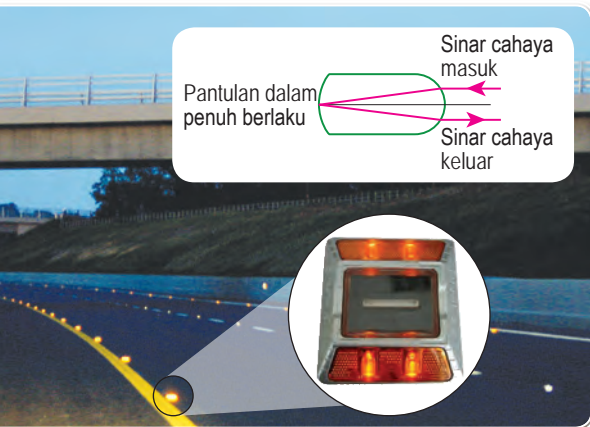 Sinar cahaya
masuk
Pantulan dalam
penuh berlaku
Sinar cahaya
keluar